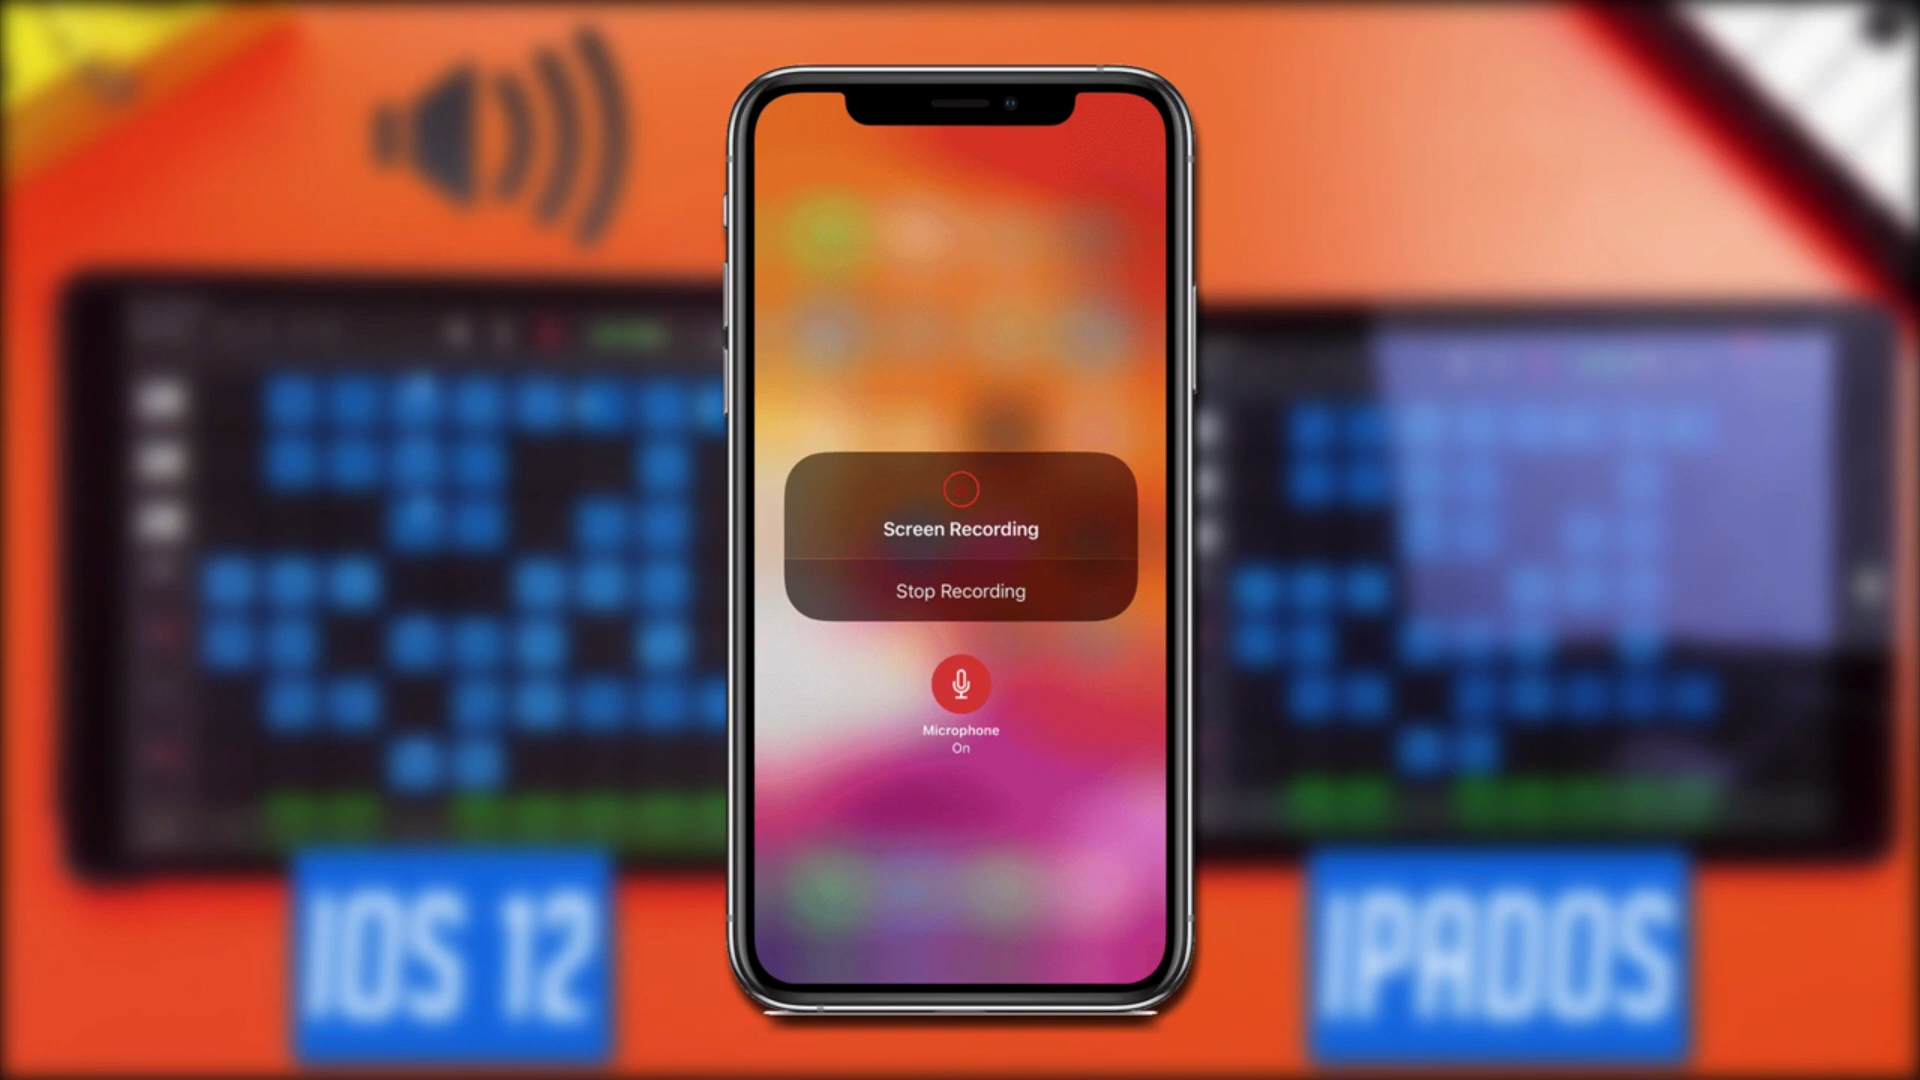 Screen Recording
Stop Recording
Microphone
On
IOS 12
IPADOS